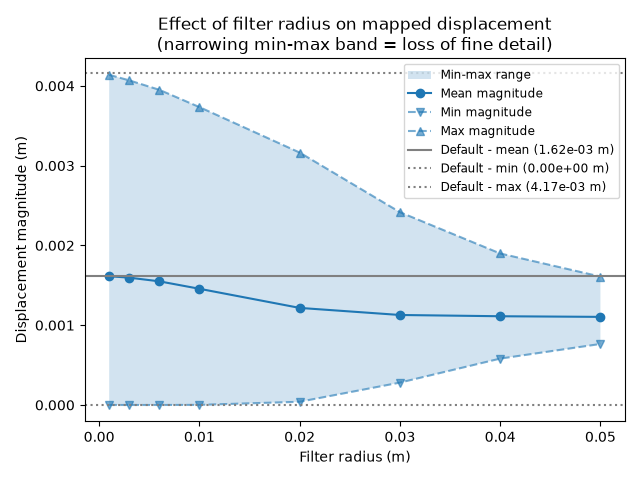 Effect of filter radius on mapped displacement
(narrowing min-max band = loss of fine detail)
Displacement magnitude (m)
0.004
0.003
0.002
0.001
0.000
Min-max range
Mean magnitude
Min magnitude
Max magnitude
Default - mean (1.62e-03 m)
Default - min (0.00e+00 m)
Default - max (4.17e-03 m)
0.00 0.01 0.02 0.03 0.04 0.05
Filter radius (m)